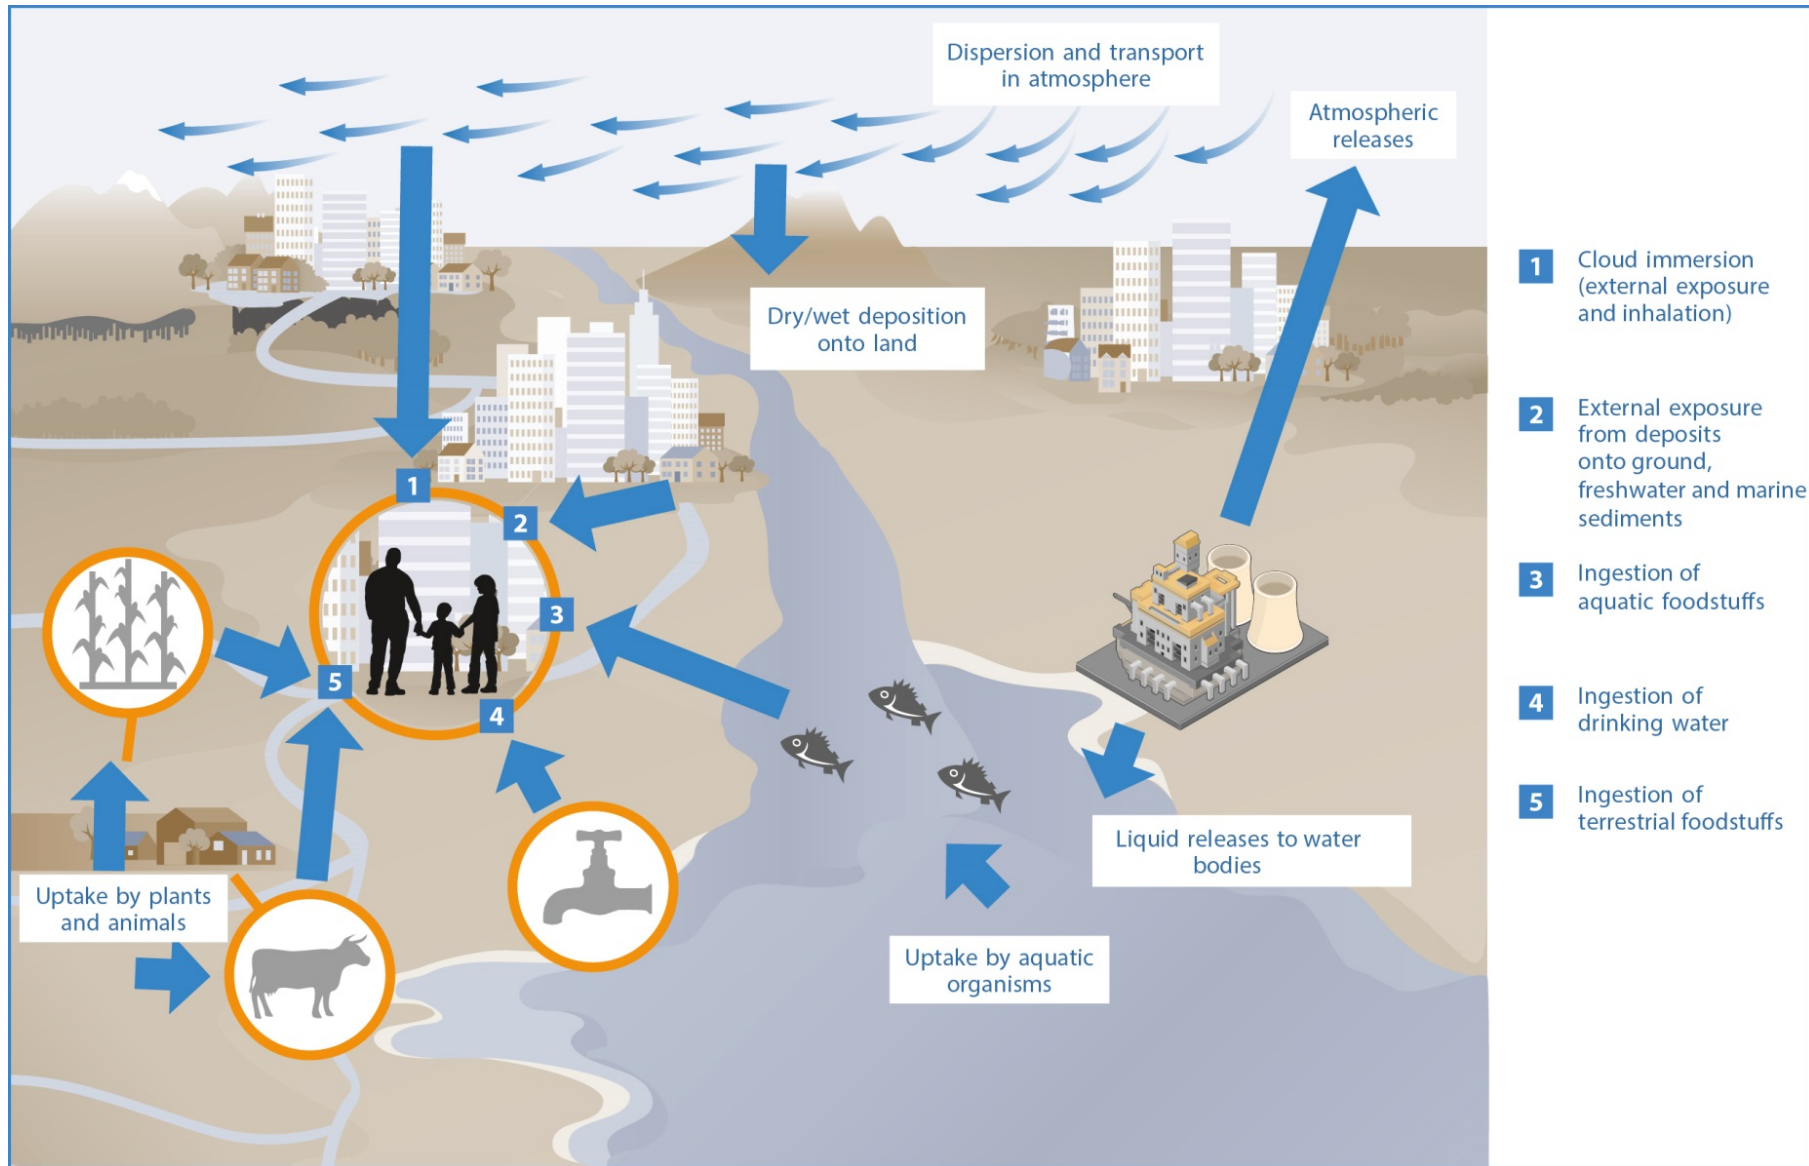 Dispersion and transport
in atmosphere
Atmospheric
releases
Dry/wet deposition
onto land
1
2
3
4
5
Uptake by plants
and animals
Liquid releases to water
bodies
Uptake by aquatic
organisms
1 Cloud immersion
(external exposure
and inhalation)
2 External exposure
from deposits
onto ground,
freshwater and marine
sediments
3 Ingestion of
aquatic foodstuffs
4 Ingestion of
drinking water
5 Ingestion of
terrestrial foodstuffs